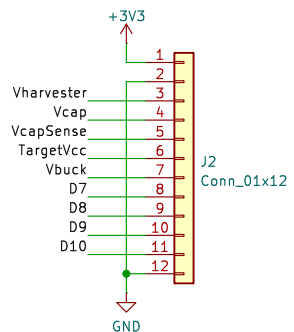 +3V3
1
2
Vharvester 3
Vcap 4
VcapSense 5
TargetVcc 6
Vbuck 7
D7 8
D8 9
D9 10
D10 11
12
J2
Conn_01x12
GND